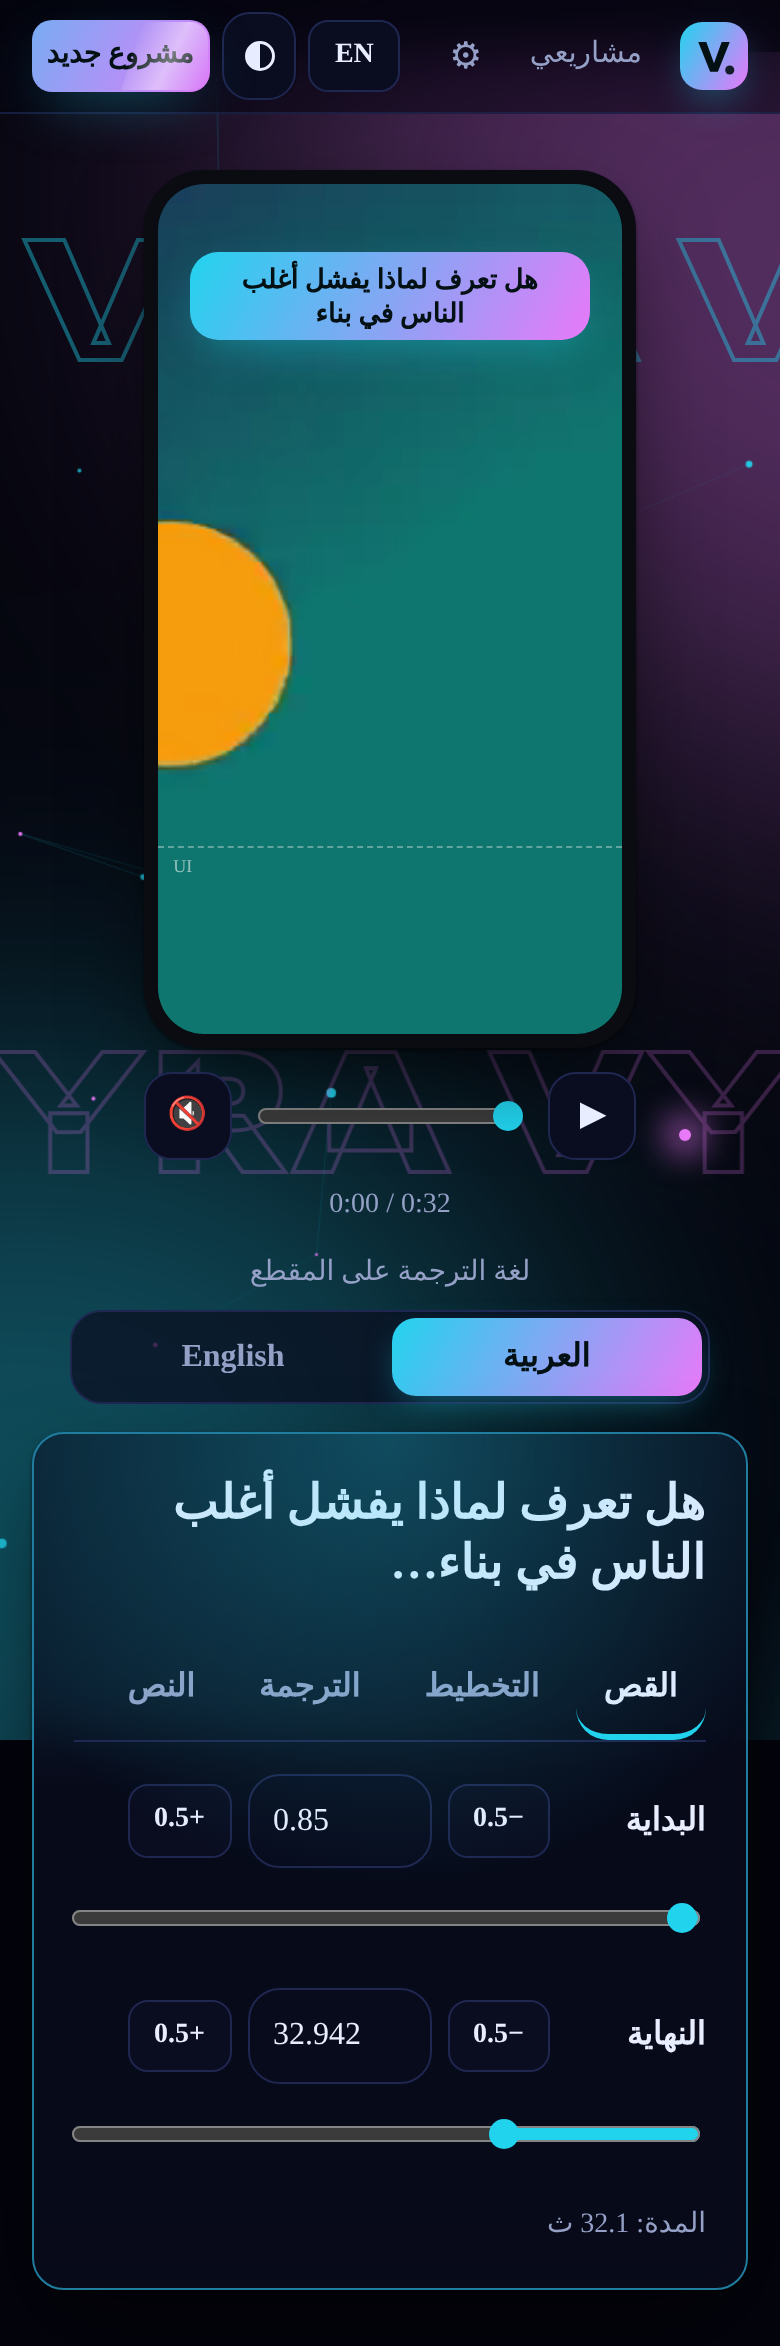 V.
مشاريعي
⚙
EN
مشروع جديد
هل تعرف لماذا يفشل أغلب
الناس في بناء
UI
0:00 / 0:32
لغة الترجمة على المقطع
العربية
English
هل تعرف لماذا يفشل أغلب
الناس في بناء…
القص
التخطيط
الترجمة
النص
البداية
−0.5
0.85
+0.5
النهاية
−0.5
32.942
+0.5
المدة: 32.1 ث